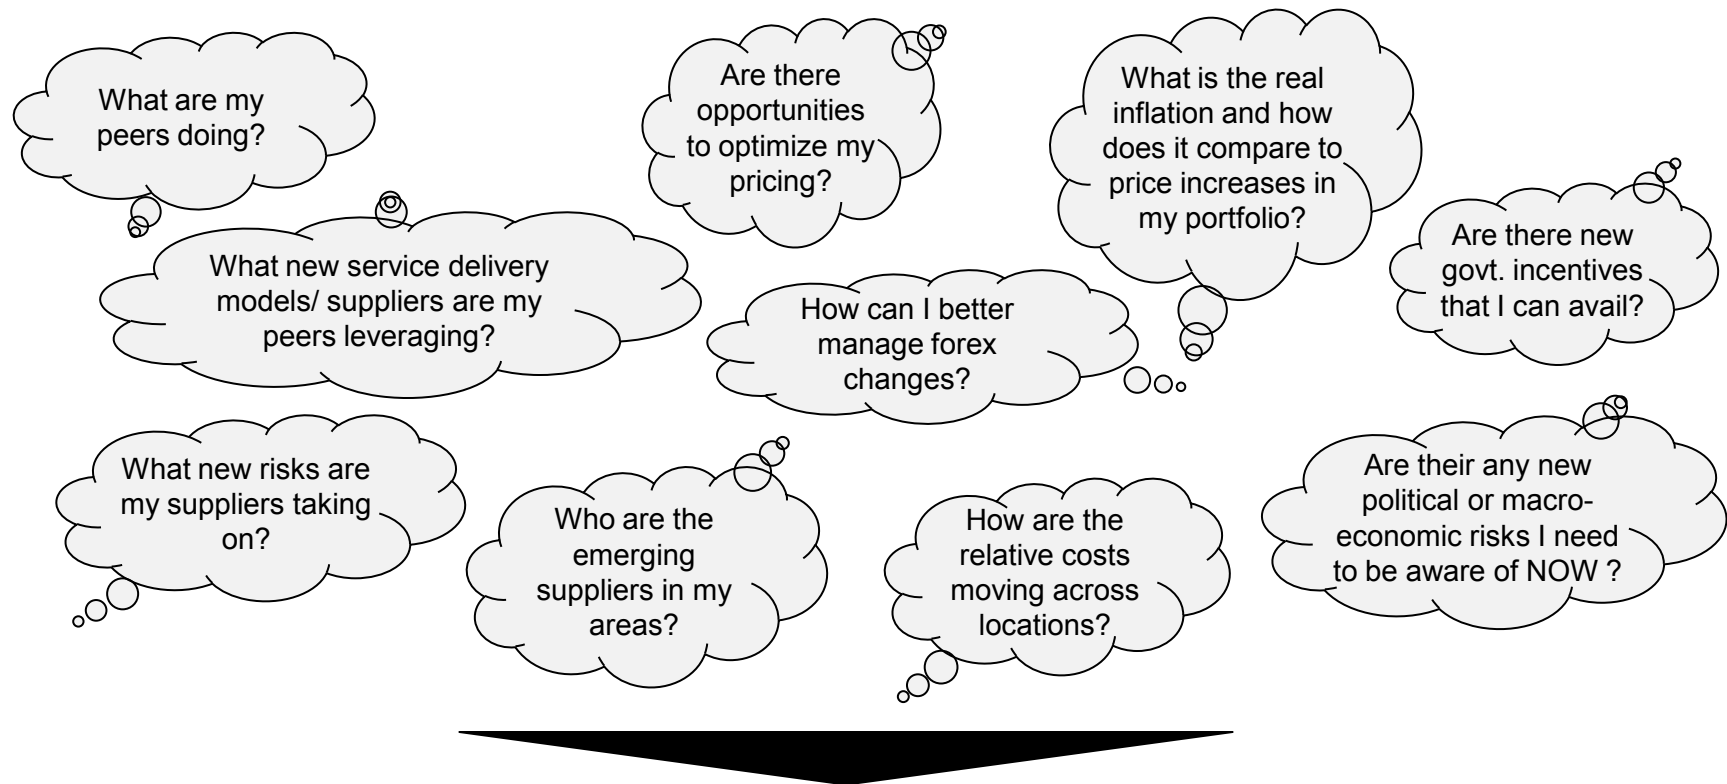 What are my
peers doing?
Are there
opportunities
to optimize my
pricing?
What is the real
inflation and how
does it compare to
price increases in
my portfolio?
Are there new
govt. incentives
that I can avail?
What new service delivery
models/ suppliers are my
peers leveraging?
How can I better
manage forex
changes?
What new risks are
my suppliers taking
on?
Who are the
emerging
suppliers in my
areas?
How are the
relative costs
moving across
locations?
Are their any new
political or macro-
economic risks I need
to be aware of NOW ?